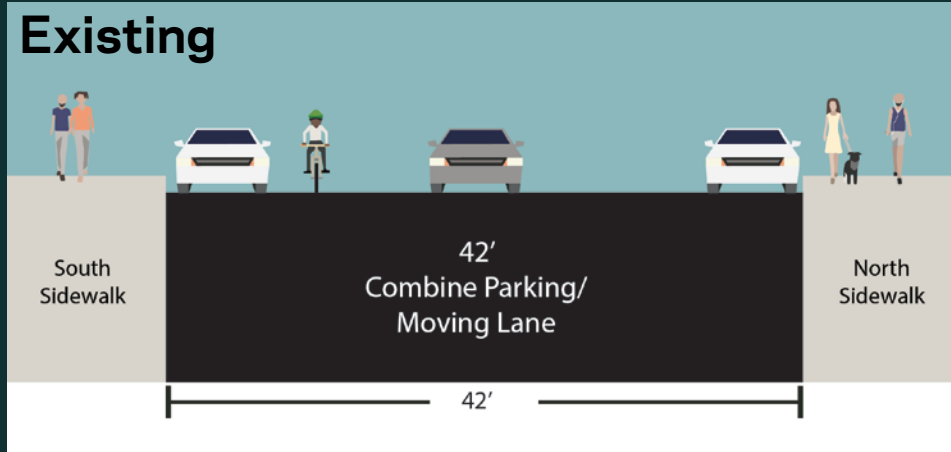 Existing
42'
Combine Parking/
Moving Lane
South
Sidewalk
North
Sidewalk
42'